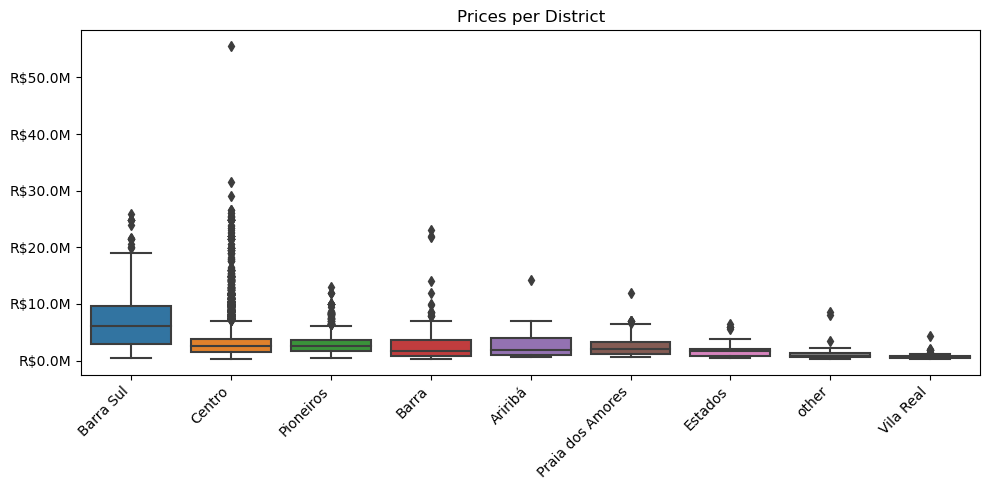 Prices per District
R$50.0M
R$40.0M
R$30.0M
R$20.0M
R$10.0M
R$0.0M
Barra Sul
Centro
Pioneiros
Barra
Ariribá
Praia dos Amores
Estados
other
Vila Real